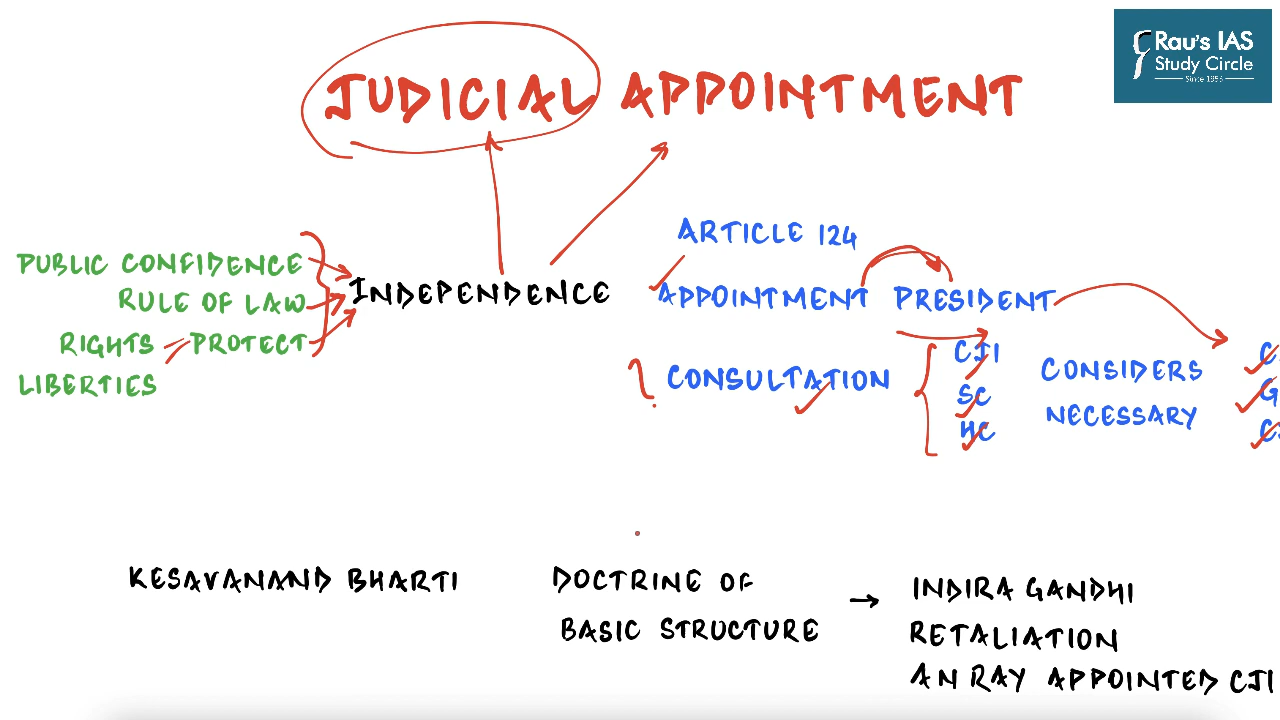 Rau's IAS
Study Circle
Since 1953
JUDICIAL APPOINTMENT
ARTICLE 124
PUBLIC CONFIDENCE
RULE OF LAW
RIGHTS PROTECT
LIBERTIES
INDEPENDENCE
APPOINTMENT PRESIDENT
CONSULTATION
CJI
SC
HC
CONSIDERS
NECESSARY
KESAVANAND BHARTI
DOCTRINE OF
BASIC STRUCTURE
→ INDIRA GANDHI
RETALIATION
AN RAY APPOINTED CJI